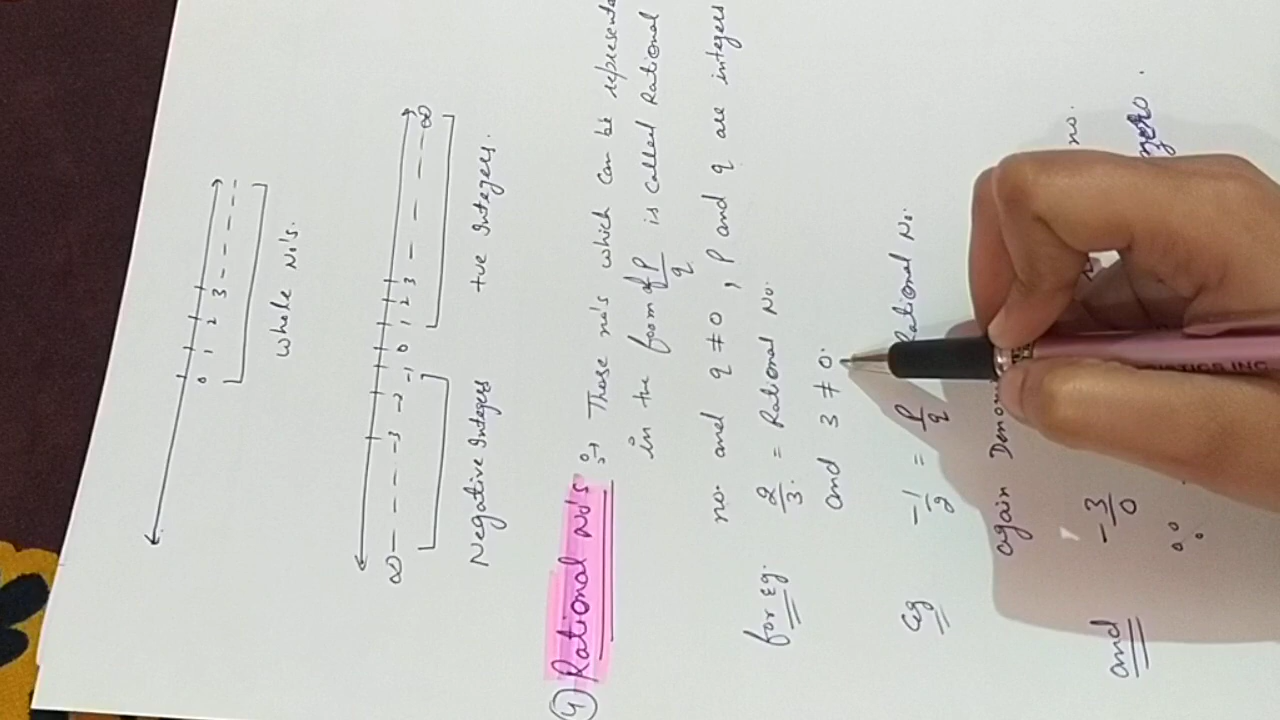 0 1 2 3 - - - - -
Whole No's.
∞ - - - - -3 -2 -1 0 1 2 3 - - - - - ∞
Negative Integers +ve Integers.
(4) Rational No's :→ Those no's which can be
in the form of P/q is called Rational
no. and q ≠ 0, P and q are integers
for eg. 2/3 = Rational No.
and 3 ≠ 0.
eg -1/2 = P/q Rational No.
again no.
and -3/0
∴ zero.